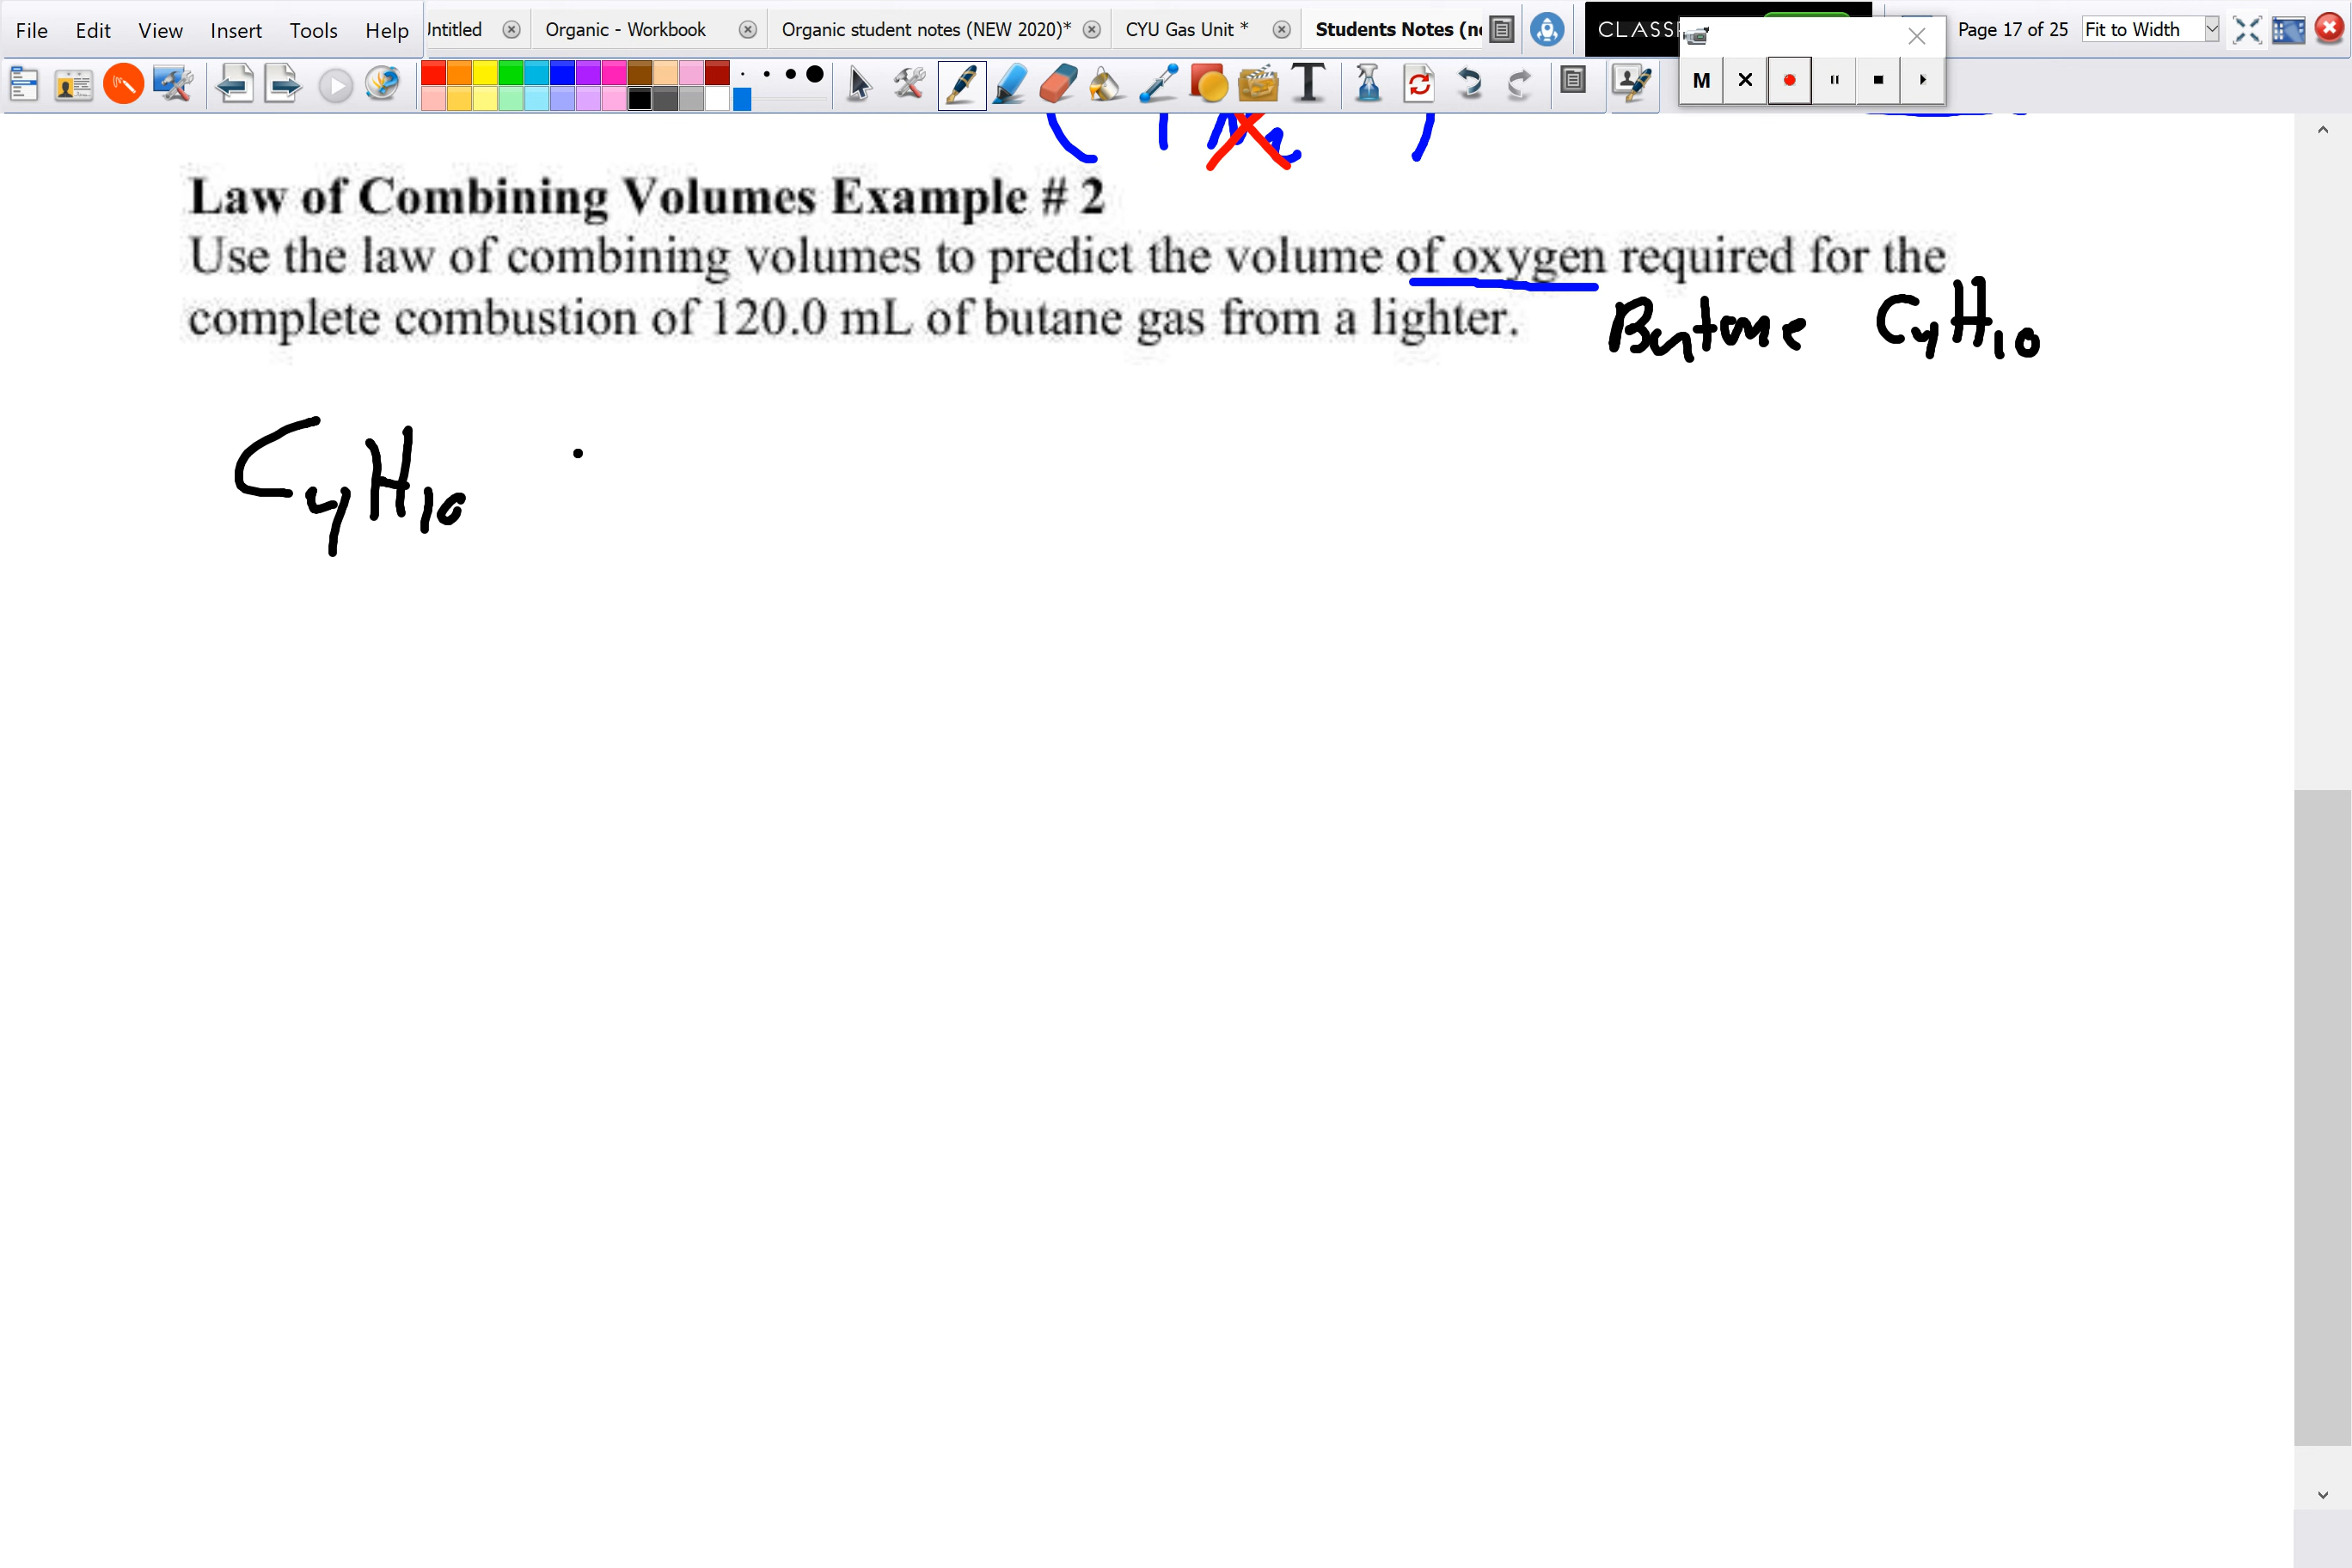 File Edit View Insert Tools Help Untitled Organic - Workbook Organic student notes (NEW 2020)* CYU Gas Unit * Students Notes (ne CLASS Page 17 of 25 Fit to Width
M
Law of Combining Volumes Example # 2
Use the law of combining volumes to predict the volume of oxygen required for the
complete combustion of 120.0 mL of butane gas from a lighter. Butane C4H10
C4H10